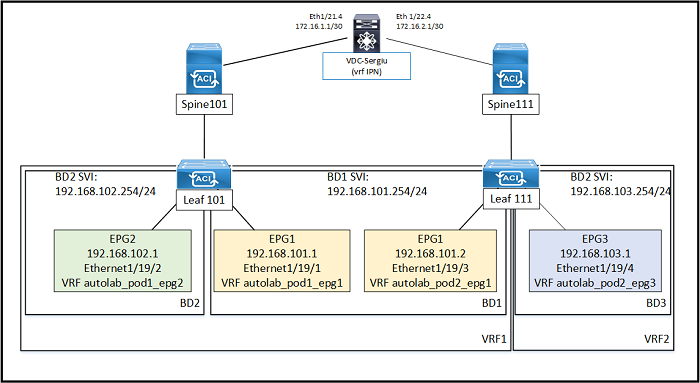 Eth1/21.4
172.16.1.1/30
Eth 1/22.4
172.16.2.1/30
VDC-Sergiu
(vrf IPN)
ACI
Spine101
ACI
Spine111
BD2 SVI:
192.168.102.254/24
ACI
Leaf 101
BD1 SVI:
192.168.101.254/24
ACI
Leaf 111
BD2 SVI:
192.168.103.254/24
EPG2
192.168.102.1
Ethernet1/19/2
VRF autolab_pod1_epg2
EPG1
192.168.101.1
Ethernet1/19/1
VRF autolab_pod1_epg1
EPG1
192.168.101.2
Ethernet1/19/3
VRF autolab_pod2_epg1
EPG3
192.168.103.1
Ethernet1/19/4
VRF autolab_pod2_epg3
BD2
BD1
BD3
VRF1
VRF2